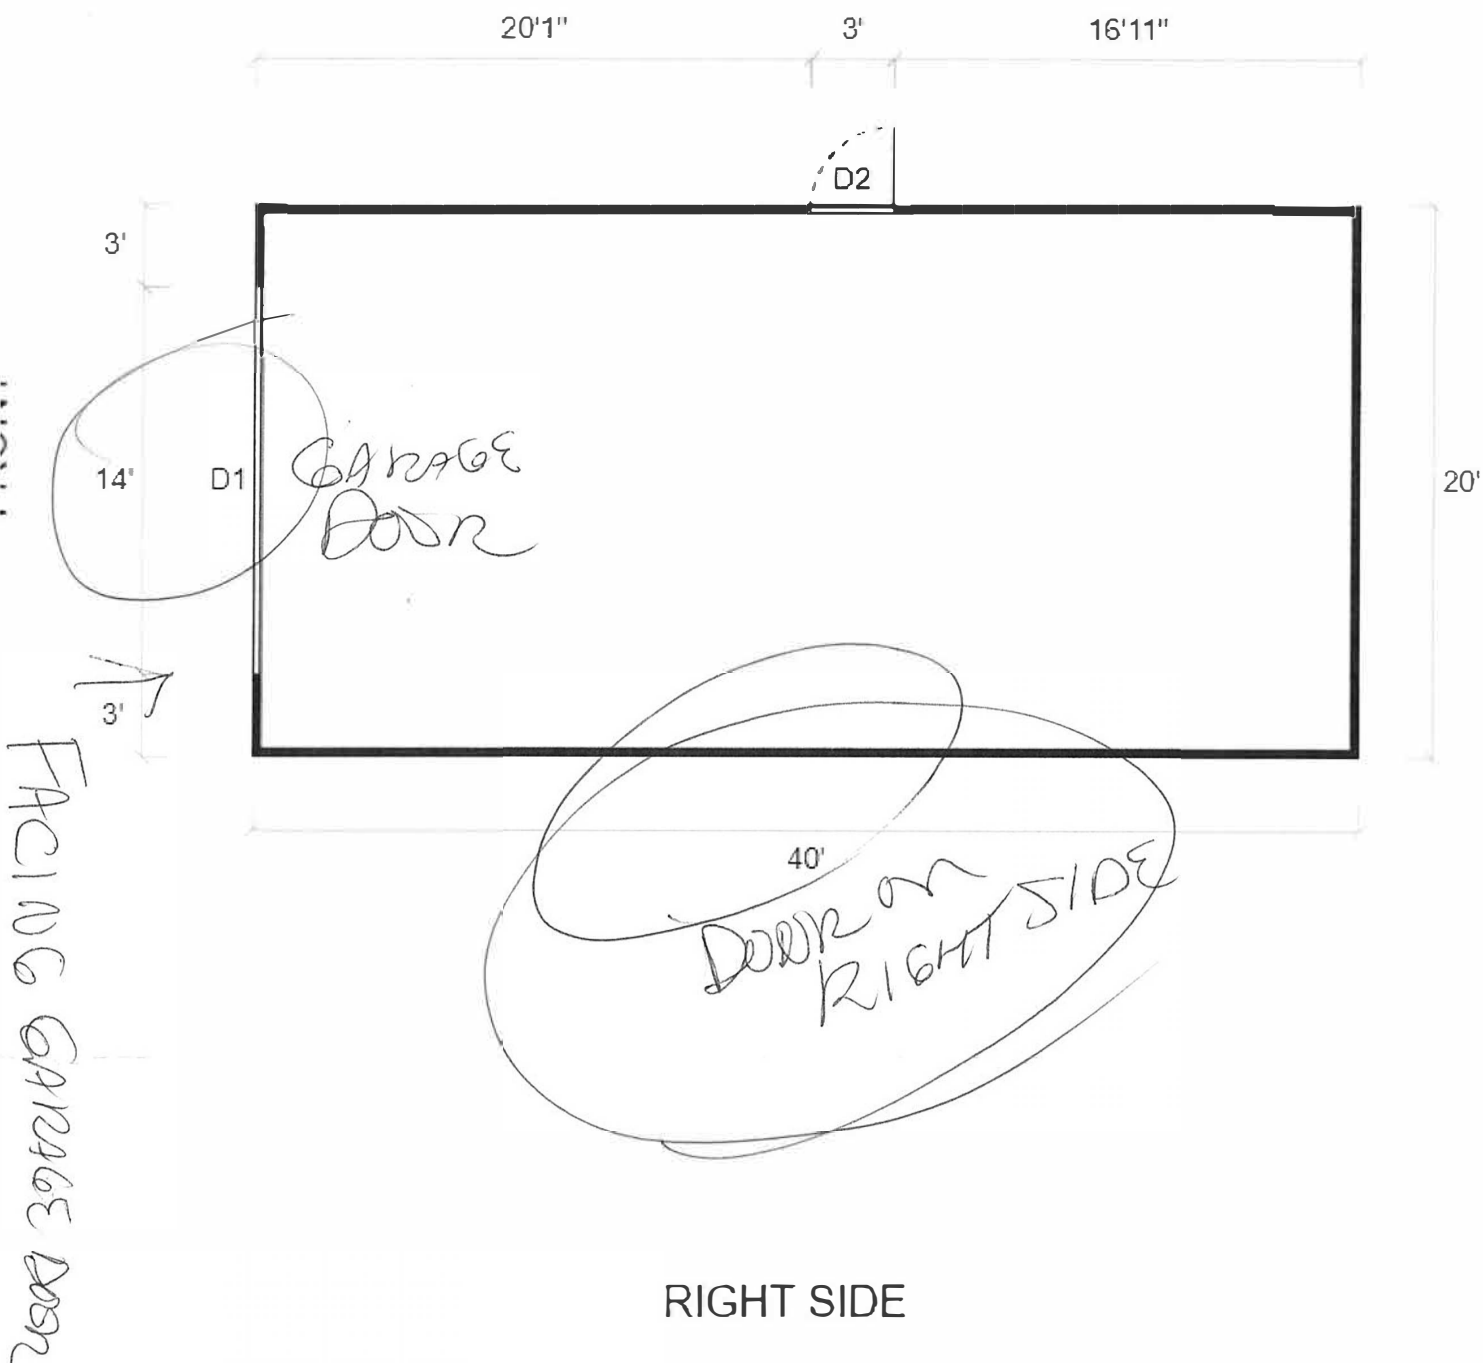 20'1" 3' 16'11"
D2
3'
14' D1
GARAGE
DOOR
20'
3'
FACING GARAGE DOOR
40'
DOOR ON
RIGHT SIDE
RIGHT SIDE